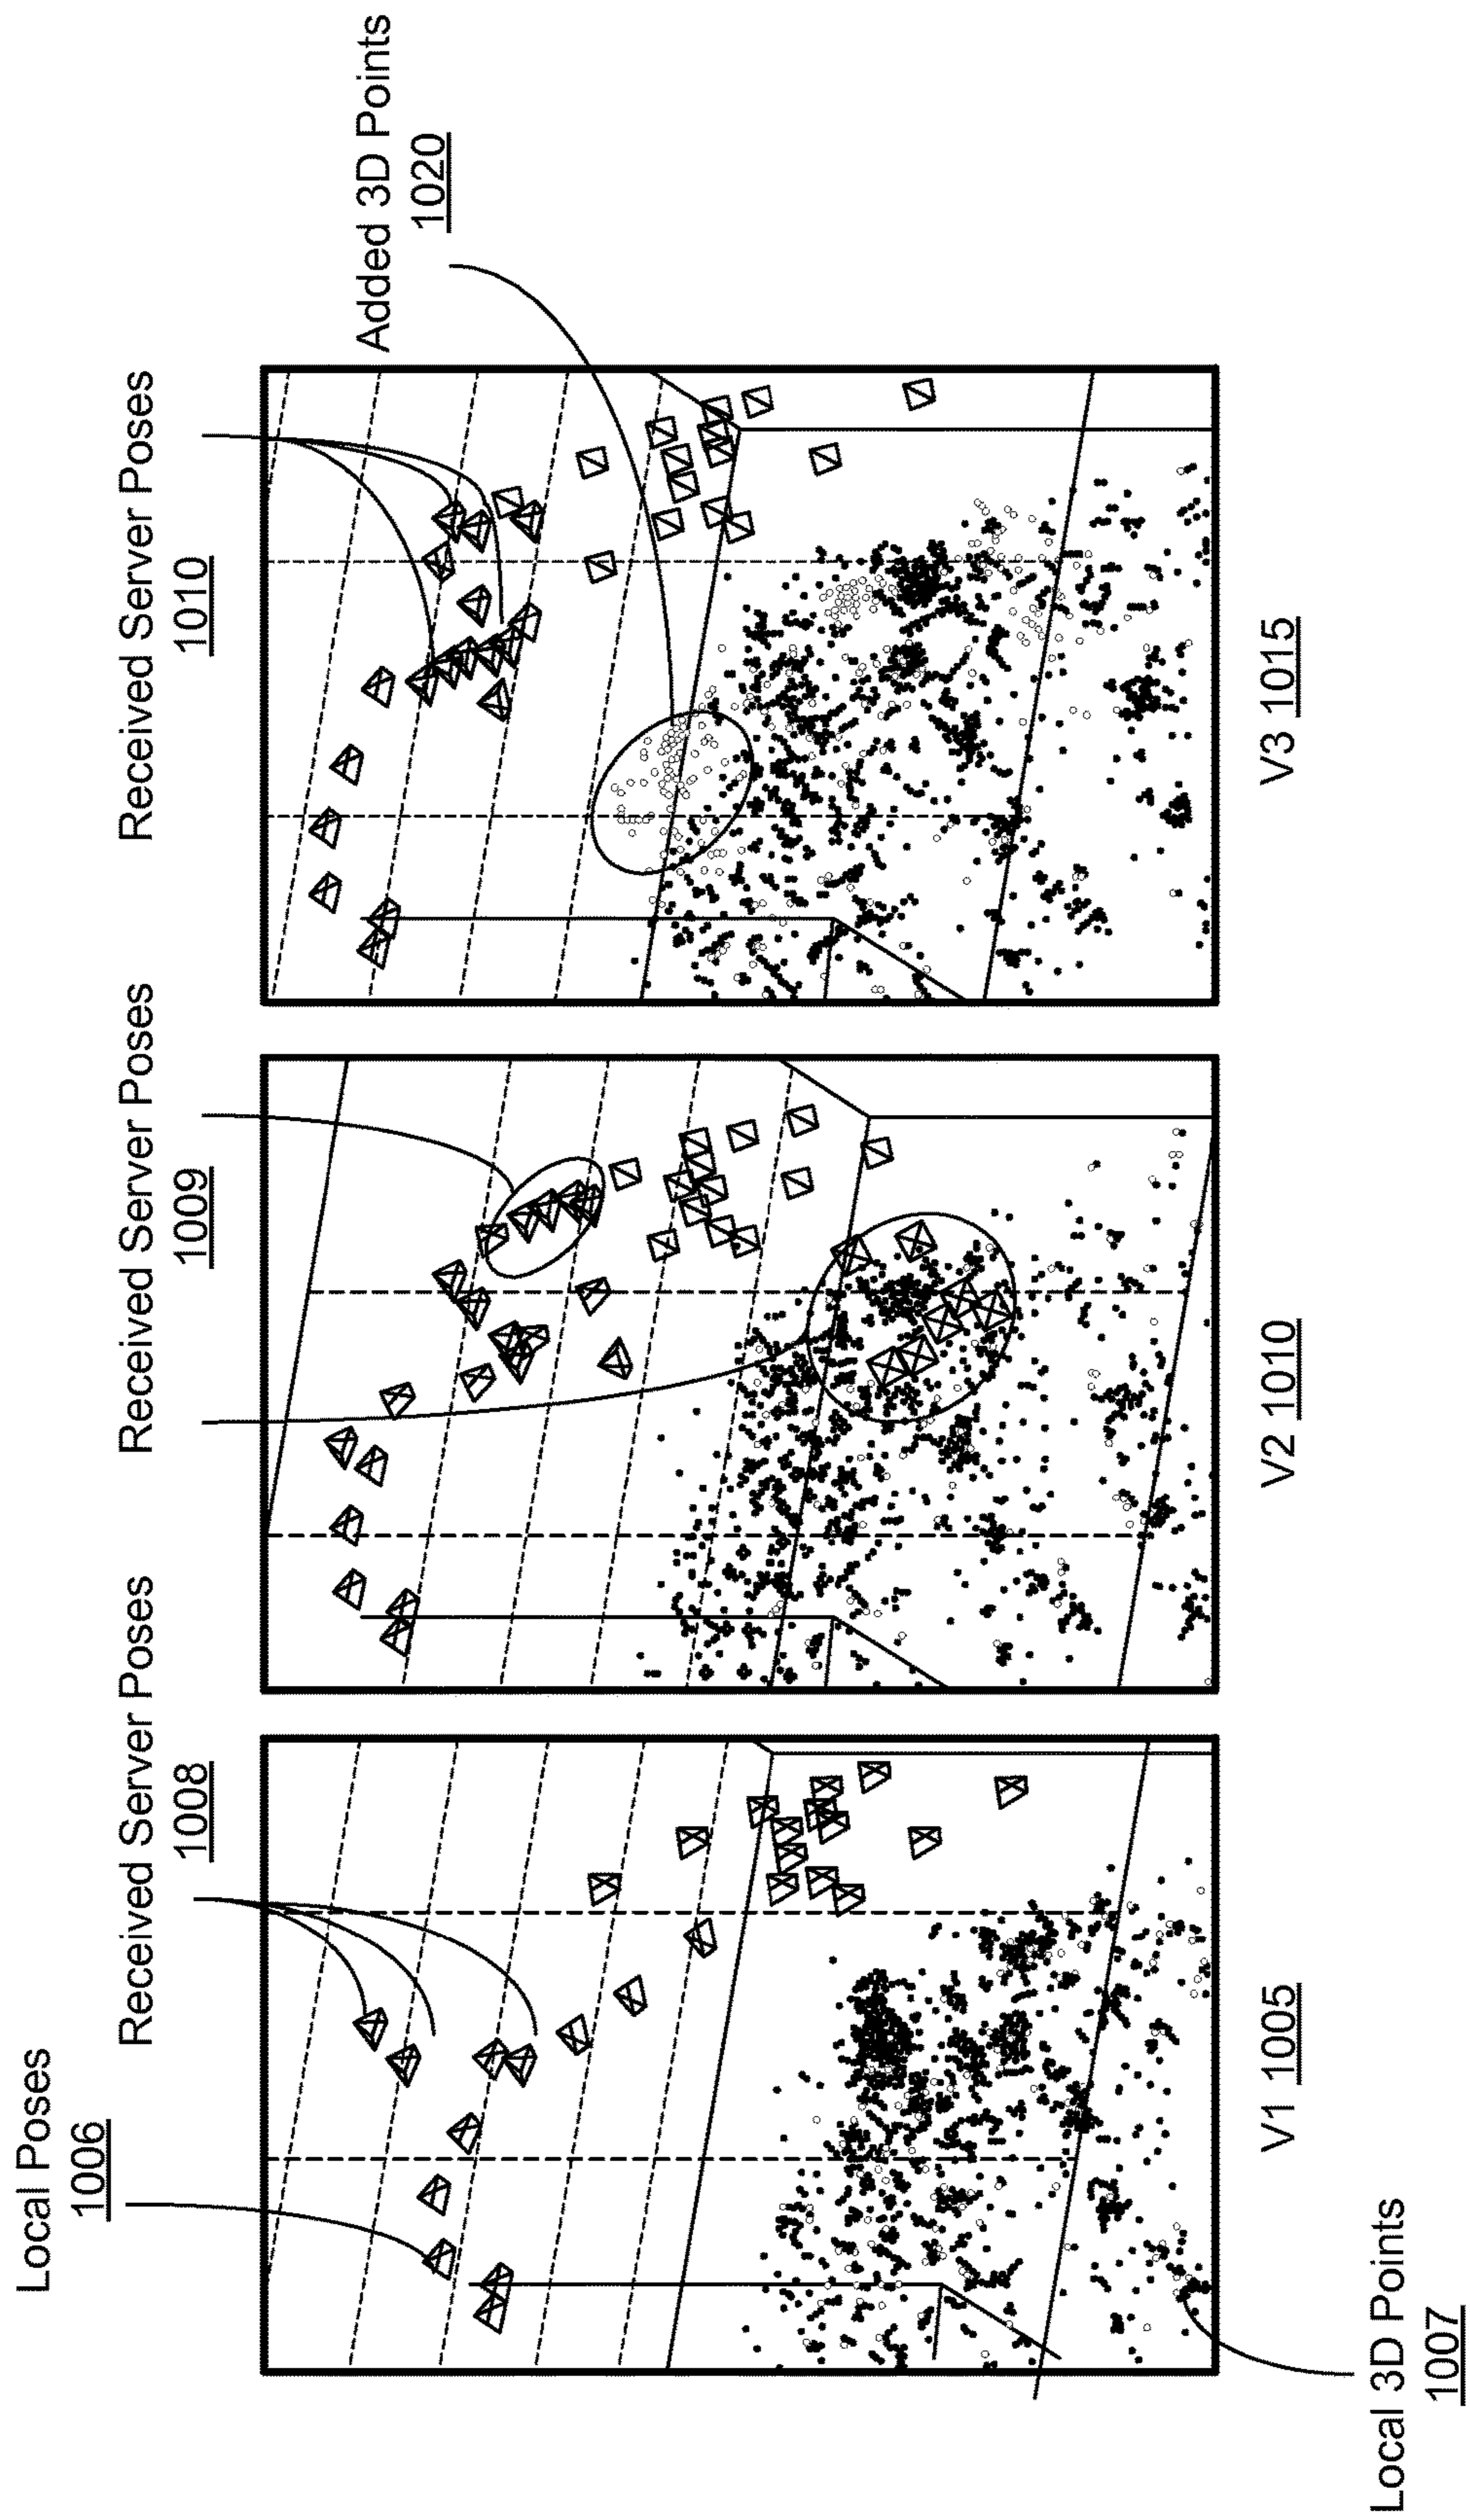 Local Poses
1006
Received Server Poses
1008
Received Server Poses
1009
Received Server Poses
1010
Added 3D Points
1020
V1 1005
V2 1010
V3 1015
Local 3D Points
1007